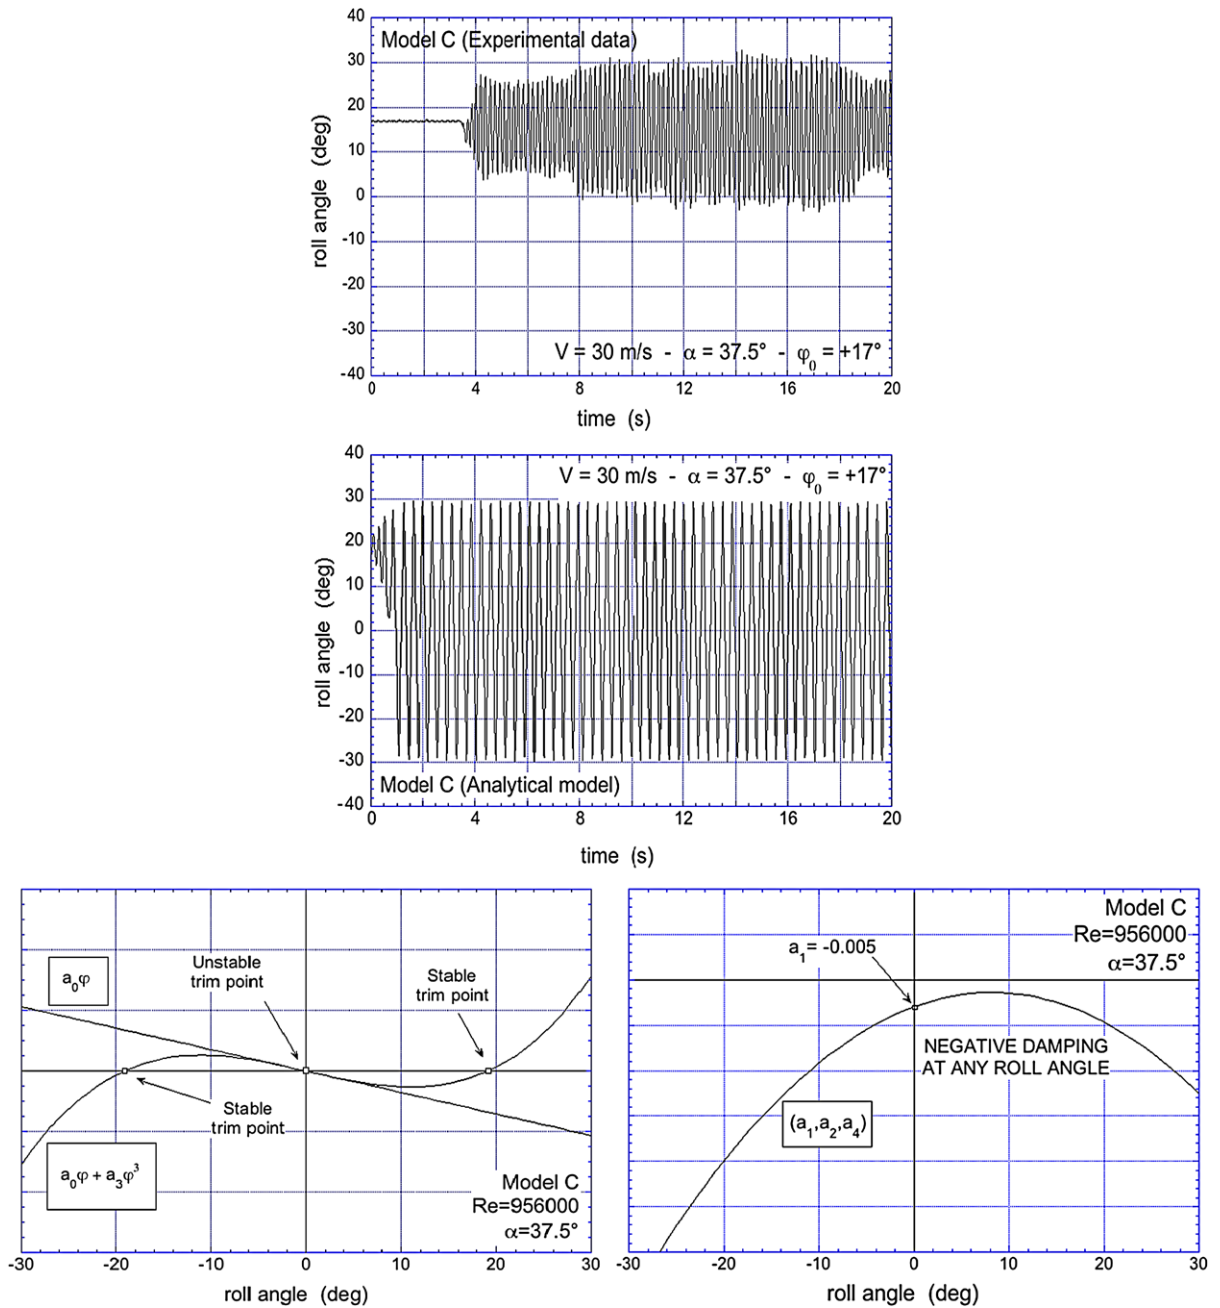 Model C (Experimental data)
40
30
20
10
0
-10
-20
-30
-40
roll angle (deg)
V = 30 m/s - α = 37.5° - φ₀ = +17°
0 4 8 12 16 20
time (s)
40
30
20
10
0
-10
-20
-30
-40
roll angle (deg)
V = 30 m/s - α = 37.5° - φ₀ = +17°
Model C (Analytical model)
0 4 8 12 16 20
time (s)
a₀φ
Unstable
trim point
Stable
trim point
Stable
trim point
a₀φ + a₃φ³
Model C
Re=956000
α=37.5°
-30 -20 -10 0 10 20 30
roll angle (deg)
Model C
Re=956000
α=37.5°
a₁= -0.005
NEGATIVE DAMPING
AT ANY ROLL ANGLE
(a₁,a₂,a₄)
-30 -20 -10 0 10 20 30
roll angle (deg)